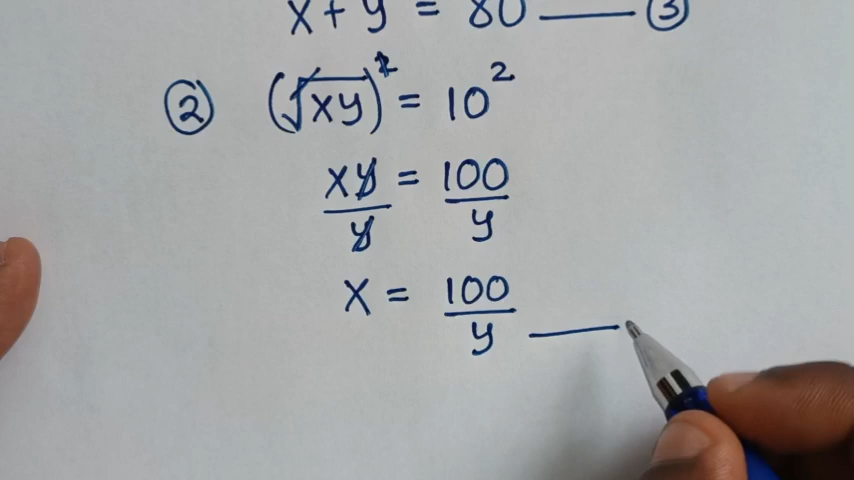 x + y = 80 —— ③
② (√xy)² = 10²
xy/y = 100/y
x = 100/y ——